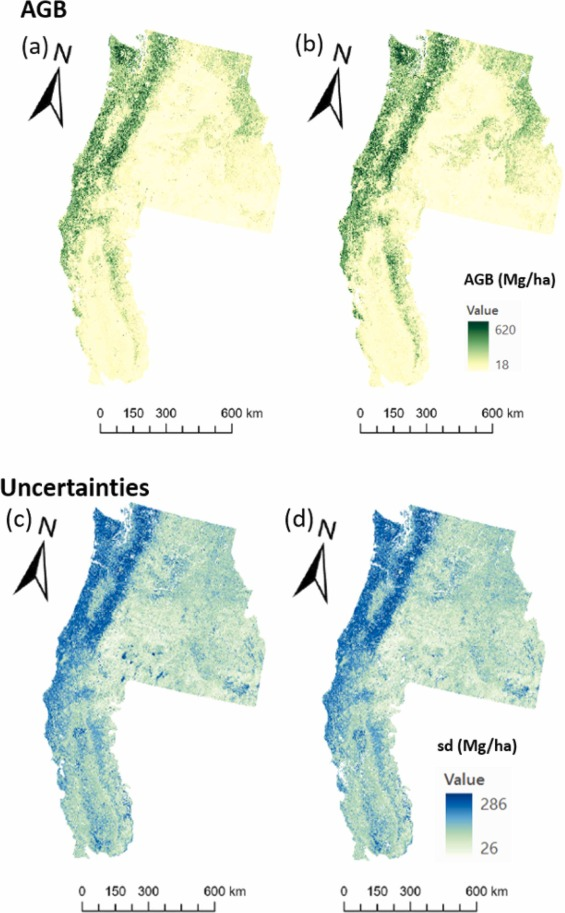 AGB
(a) N (b) N
AGB (Mg/ha)
Value
620
18
0 150 300 600 km 0 150 300 600 km
Uncertainties
(c) N (d) N
sd (Mg/ha)
Value
286
26
0 150 300 600 km 0 150 300 600 km